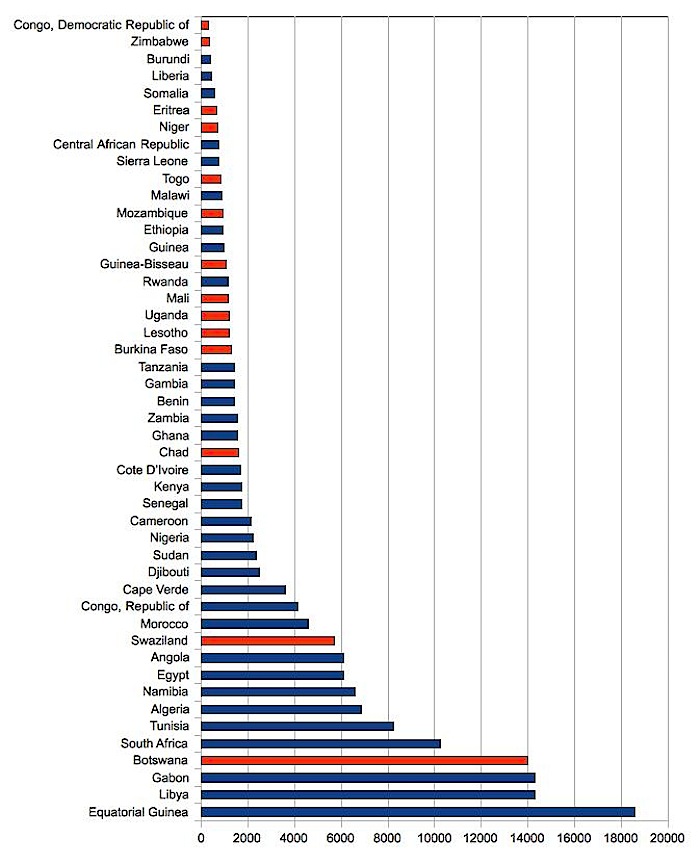 Congo, Democratic Republic of
Zimbabwe
Burundi
Liberia
Somalia
Eritrea
Niger
Central African Republic
Sierra Leone
Togo
Malawi
Mozambique
Ethiopia
Guinea
Guinea-Bisseau
Rwanda
Mali
Uganda
Lesotho
Burkina Faso
Tanzania
Gambia
Benin
Zambia
Ghana
Chad
Cote D'Ivoire
Kenya
Senegal
Cameroon
Nigeria
Sudan
Djibouti
Cape Verde
Congo, Republic of
Morocco
Swaziland
Angola
Egypt
Namibia
Algeria
Tunisia
South Africa
Botswana
Gabon
Libya
Equatorial Guinea
0 2000 4000 6000 8000 10000 12000 14000 16000 18000 20000